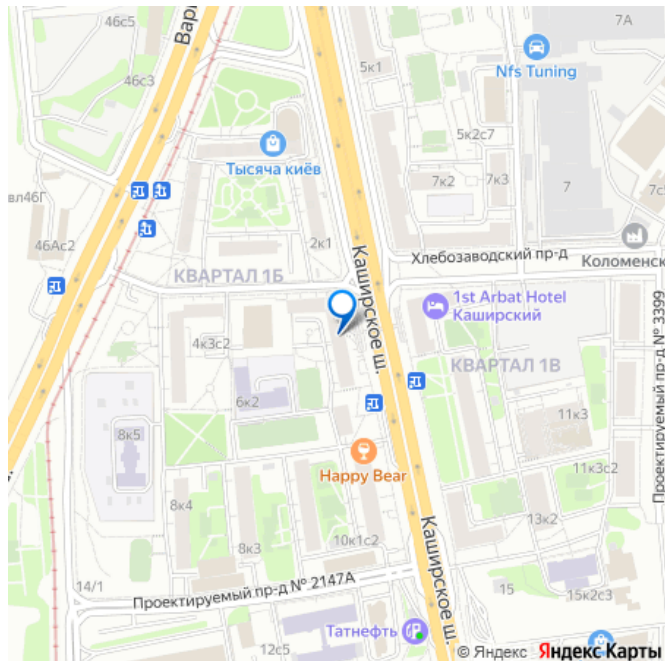 46с5
Вар
7А
46с3
5к1
Nfs Tuning
5к2с7
Тысяча киёв
7к2
7к3
7
7с
вл46Г
46Ас2
2к1
Хлебозаводский пр-д
Коломенск
КВАРТАЛ 1Б
Каширское ш.
1st Arbat Hotel
Каширский
4к3с2
КВАРТАЛ 1В
Проектируемый пр-д № 3399
6к2
11к3
8к5
Happy Bear
11к3с2
8к4
13к2
10к1с2
8к3
Каширское ш.
14/1
Проектируемый пр-д № 2147А
15
15к2с3
Татнефть
12с5
© Яндекс Яндекс Карты